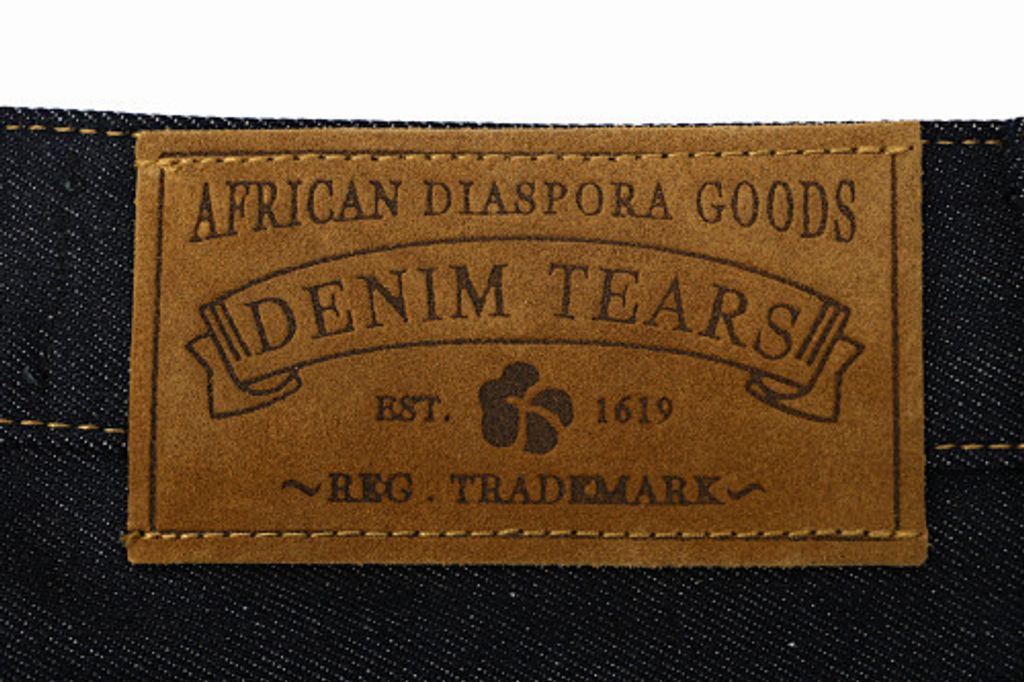 AFRICAN DIASPORA GOODS
DENIM TEARS
EST. 1619
~REG. TRADEMARK~